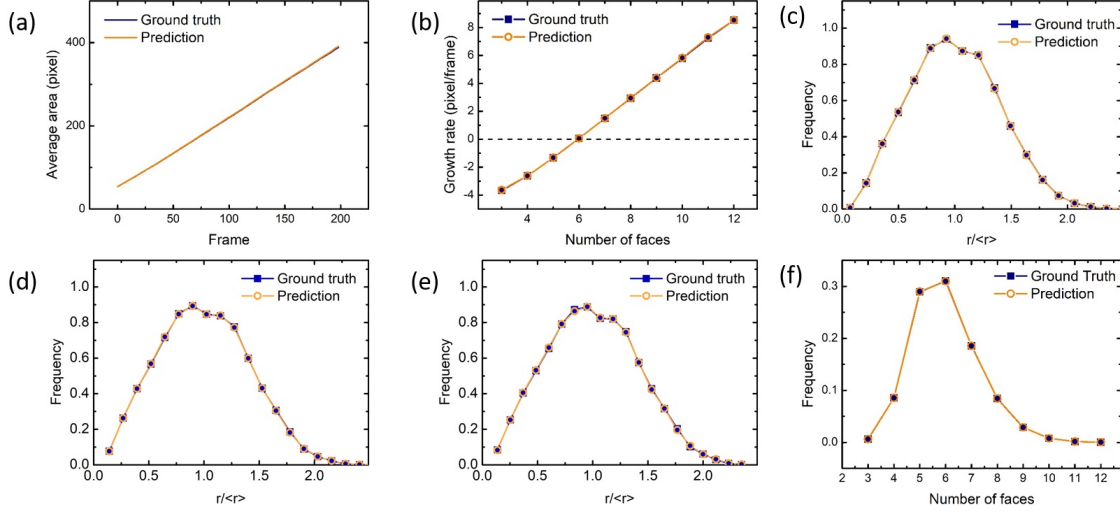 (a)
Ground truth
Prediction
400
200
0
Average area (pixel)
0 50 100 150 200
Frame
(b)
Ground truth
Prediction
8
6
4
2
0
-2
-4
Growth rate (pixel/frame)
4 6 8 10 12
Number of faces
(c)
Ground truth
Prediction
1.0
0.8
0.6
0.4
0.2
0.0
Frequency
0.0 0.5 1.0 1.5 2.0
r/<r>
(d)
Ground truth
Prediction
1.0
0.8
0.6
0.4
0.2
0.0
Frequency
0.0 0.5 1.0 1.5 2.0
r/<r>
(e)
Ground truth
Prediction
1.0
0.8
0.6
0.4
0.2
0.0
Frequency
0.0 0.5 1.0 1.5 2.0
r/<r>
(f)
Ground Truth
Prediction
0.3
0.2
0.1
0.0
Frequency
2 3 4 5 6 7 8 9 10 11 12
Number of faces